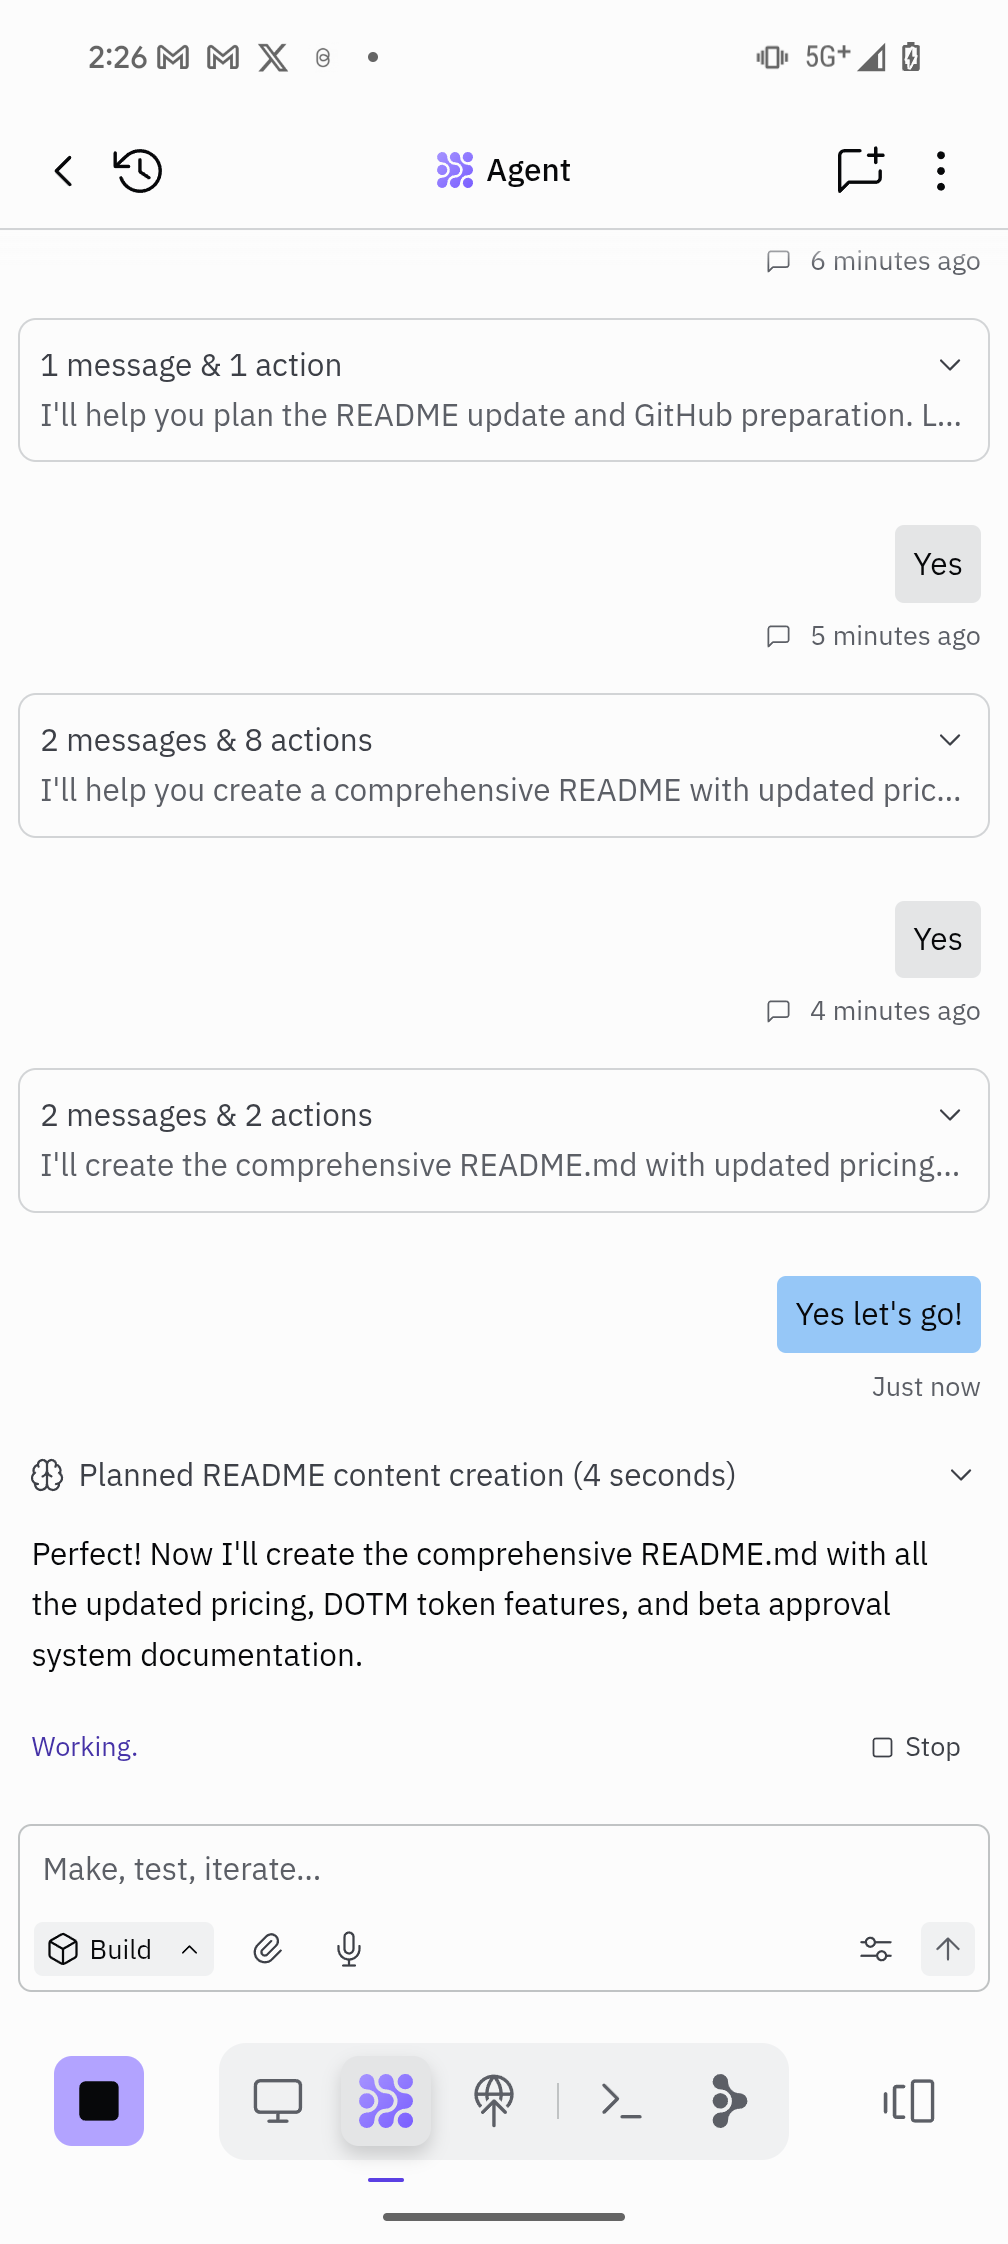 2:26
5G+
Agent
6 minutes ago
1 message & 1 action
I'll help you plan the README update and GitHub preparation. L...
Yes
5 minutes ago
2 messages & 8 actions
I'll help you create a comprehensive README with updated pric...
Yes
4 minutes ago
2 messages & 2 actions
I'll create the comprehensive README.md with updated pricing...
Yes let's go!
Just now
Planned README content creation (4 seconds)
Perfect! Now I'll create the comprehensive README.md with all
the updated pricing, DOTM token features, and beta approval
system documentation.
Working.
Stop
Make, test, iterate...
Build